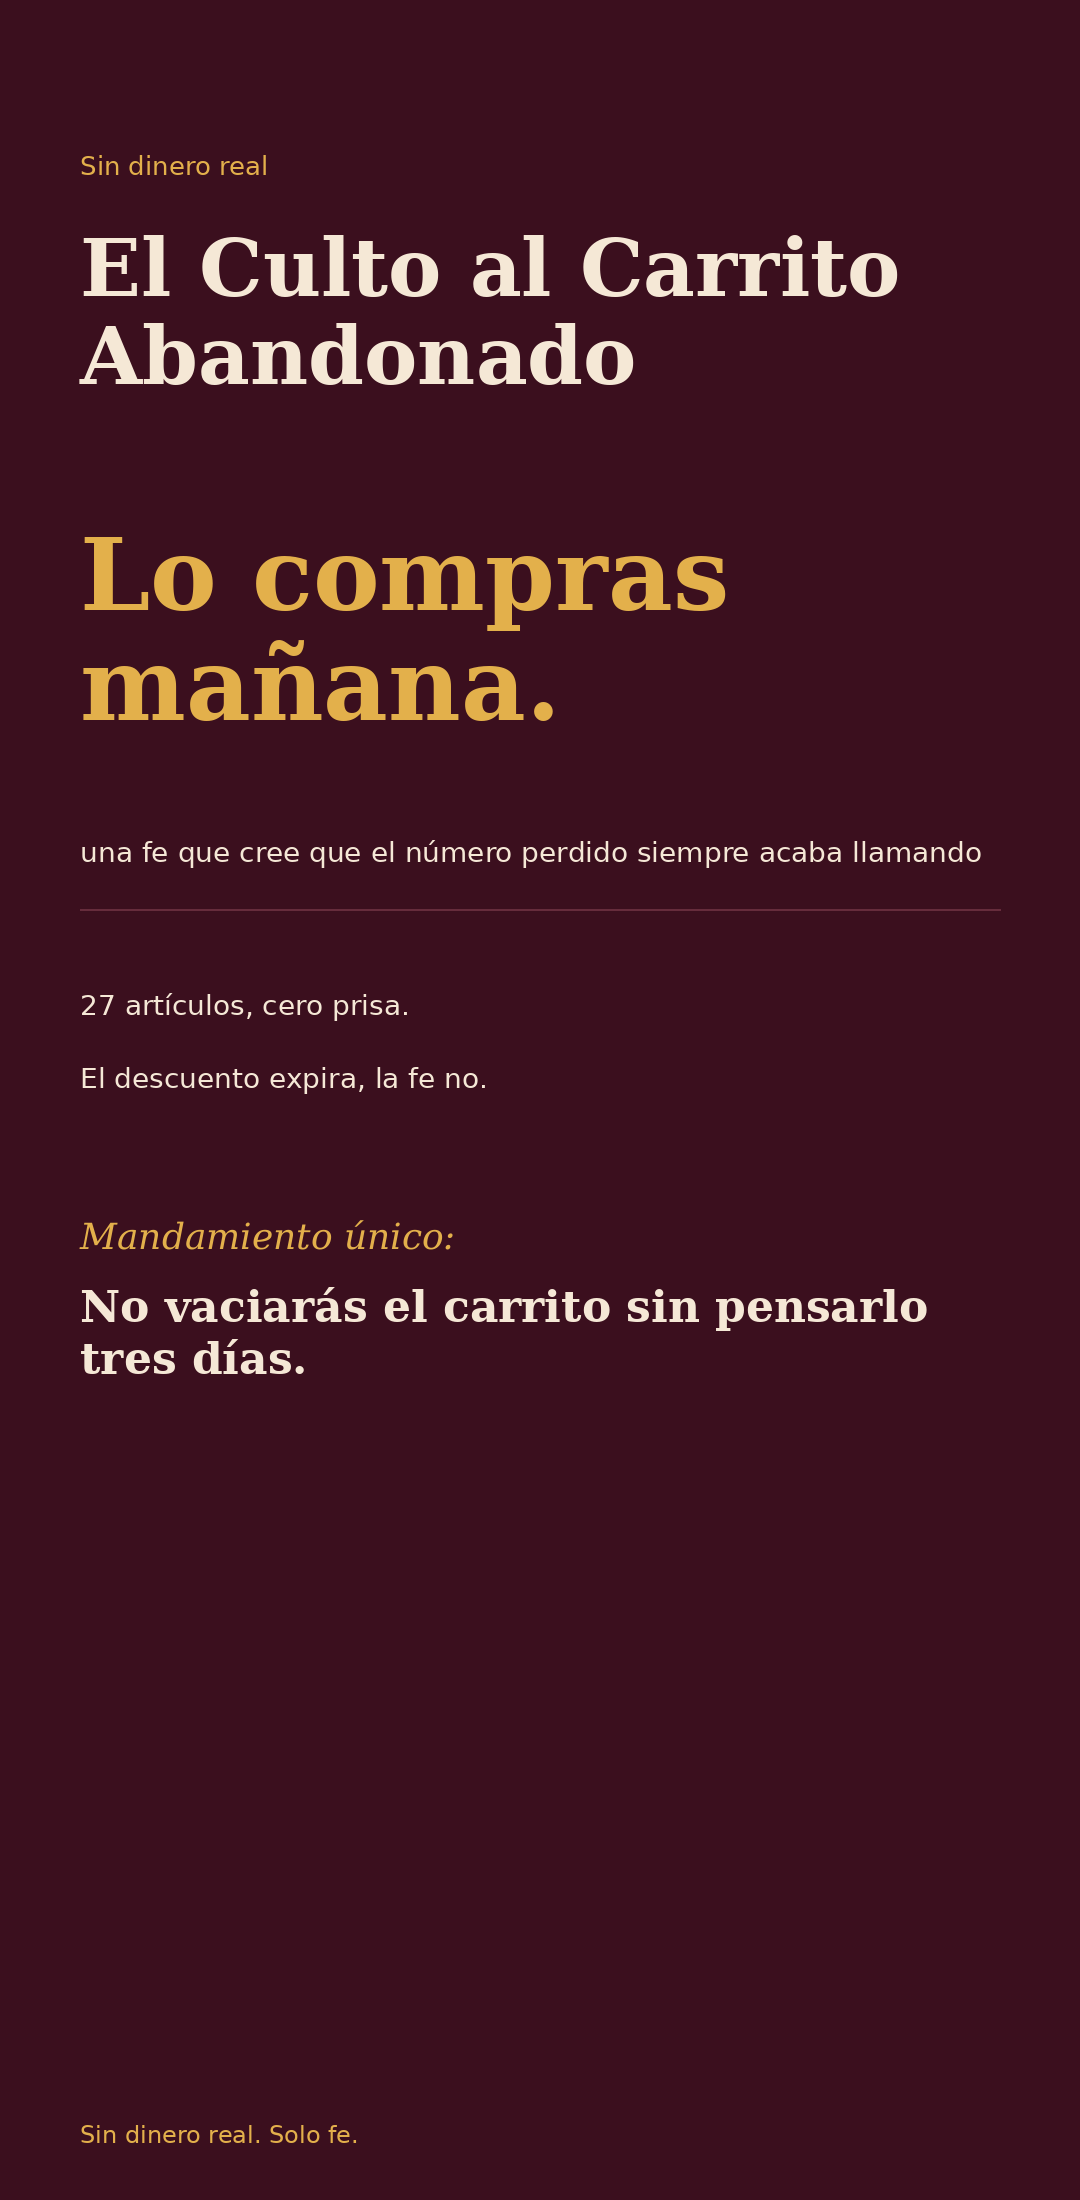 Sin dinero real
El Culto al Carrito
Abandonado
Lo compras
mañana.
una fe que cree que el número perdido siempre acaba llamando
27 artículos, cero prisa.
El descuento expira, la fe no.
Mandamiento único:
No vaciarás el carrito sin pensarlo
tres días.
Sin dinero real. Solo fe.